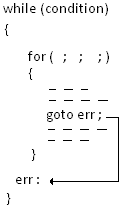 while (condition)
{
for ( ; ; ;)
{
_ _ _
_ _ _ _
goto err;
_ _ _ _
_ _ _
}
err:
}